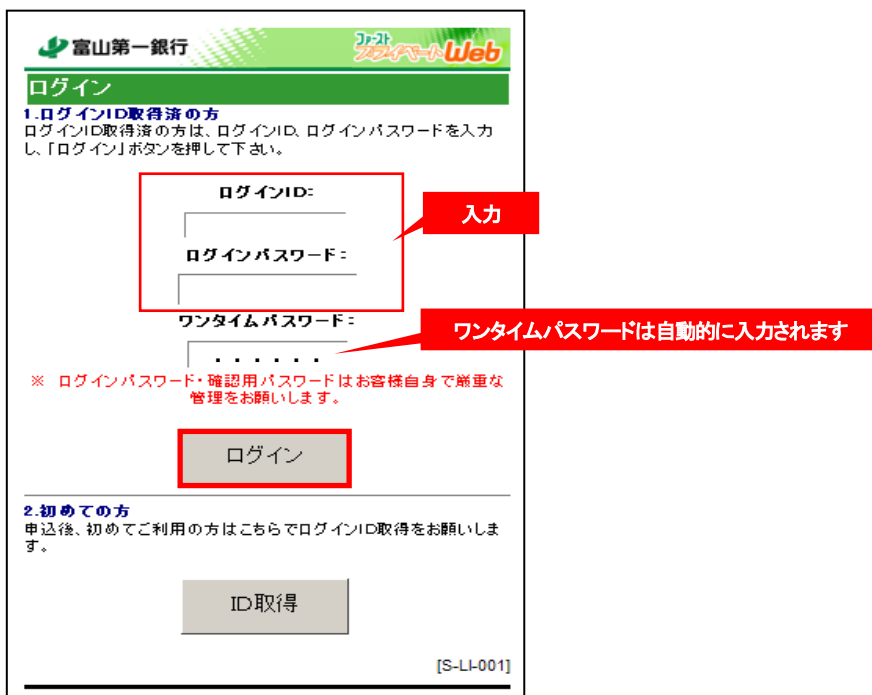 富山第一銀行
ファースト
プライベートWeb
ログイン
1.ログインID取得済の方
ログインID取得済の方は、ログインID、ログインパスワードを入力
し、「ログイン」ボタンを押して下さい。
ログインID:
入力
ログインパスワード:
ワンタイムパスワード:
ワンタイムパスワードは自動的に入力されます
・・・・・・
※ ログインパスワード・確認用パスワードはお客様自身で厳重な
管理をお願いします。
ログイン
2.初めての方
申込後、初めてご利用の方はこちらでログインID取得をお願いしま
す。
ID取得
[S-LI-001]